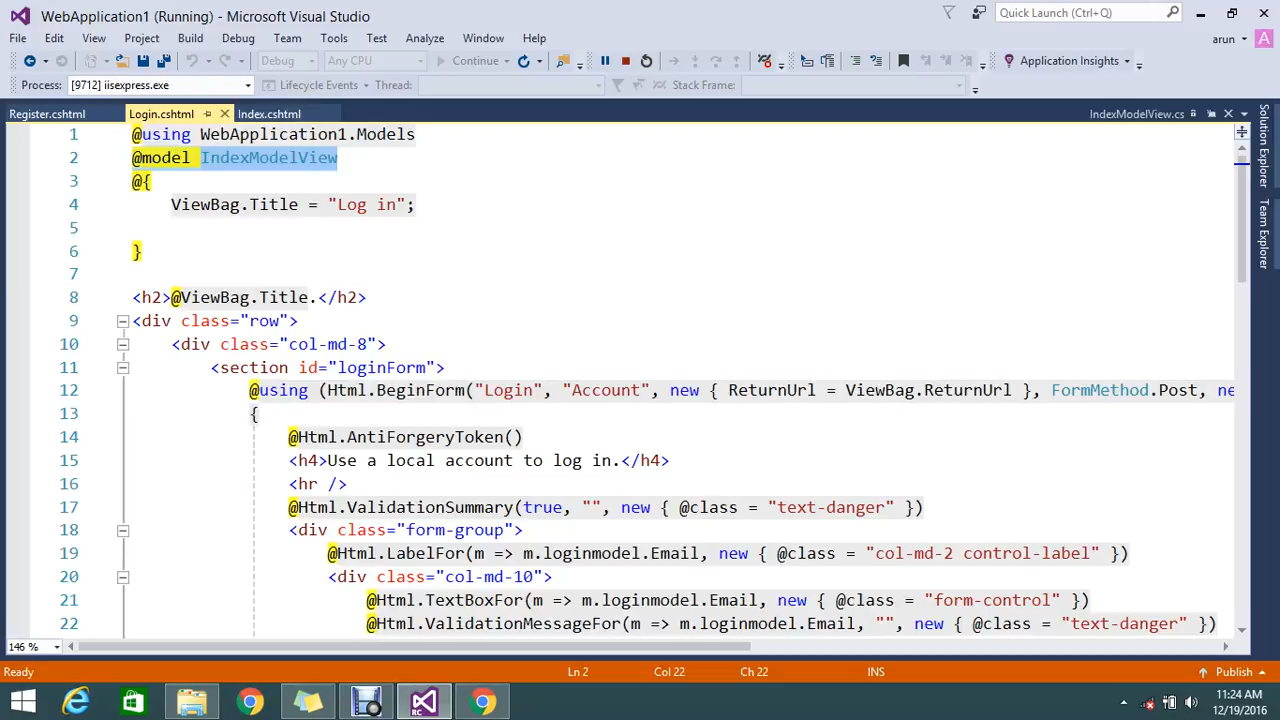 WebApplication1 (Running) - Microsoft Visual Studio
Quick Launch (Ctrl+Q)
File Edit View Project Build Debug Team Tools Test Analyze Window Help
arun A
Debug Any CPU Continue Application Insights
Process: [9712] iisexpress.exe Lifecycle Events Thread: Stack Frame:
Register.cshtml Login.cshtml Index.cshtml IndexModelView.cs
1 @using WebApplication1.Models
2 @model IndexModelView
3 @{
4 ViewBag.Title = "Log in";
5
6 }
7
8 <h2>@ViewBag.Title.</h2>
9 <div class="row">
10 <div class="col-md-8">
11 <section id="loginForm">
12 @using (Html.BeginForm("Login", "Account", new { ReturnUrl = ViewBag.ReturnUrl }, FormMethod.Post, ne
13 {
14 @Html.AntiForgeryToken()
15 <h4>Use a local account to log in.</h4>
16 <hr />
17 @Html.ValidationSummary(true, "", new { @class = "text-danger" })
18 <div class="form-group">
19 @Html.LabelFor(m => m.loginmodel.Email, new { @class = "col-md-2 control-label" })
20 <div class="col-md-10">
21 @Html.TextBoxFor(m => m.loginmodel.Email, new { @class = "form-control" })
22 @Html.ValidationMessageFor(m => m.loginmodel.Email, "", new { @class = "text-danger" })
Solution Explorer
Team Explorer
146 %
Ready Ln 2 Col 22 Ch 22 INS Publish
RC
11:24 AM
12/19/2016